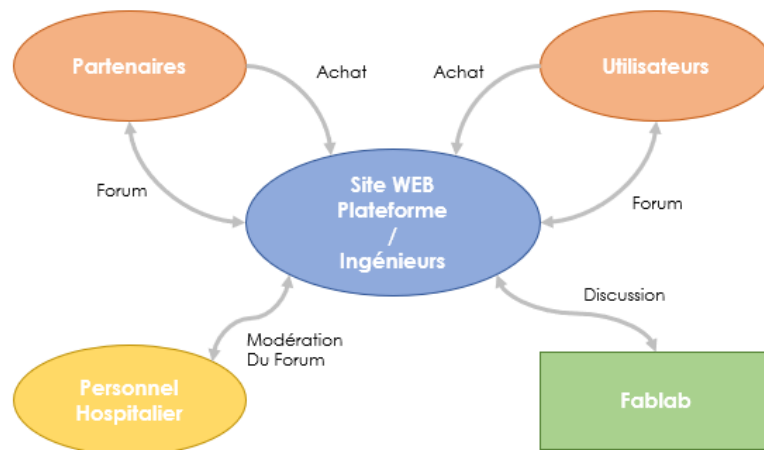 Partenaires
Achat
Achat
Utilisateurs
Forum
Site WEB
Plateforme
/
Ingénieurs
Forum
Discussion
Modération
Du Forum
Personnel
Hospitalier
Fablab